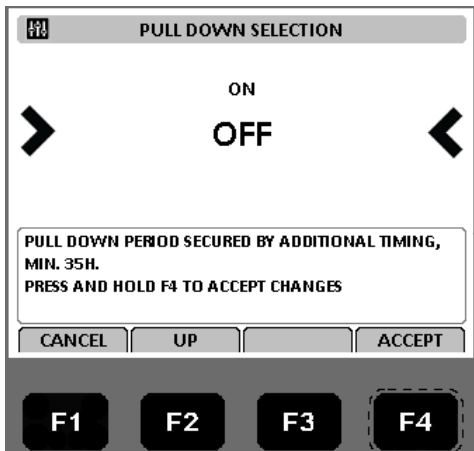 PULL DOWN SELECTION
ON
OFF
PULL DOWN PERIOD SECURED BY ADDITIONAL TIMING,
MIN. 35H.
PRESS AND HOLD F4 TO ACCEPT CHANGES
CANCEL UP ACCEPT
F1 F2 F3 F4